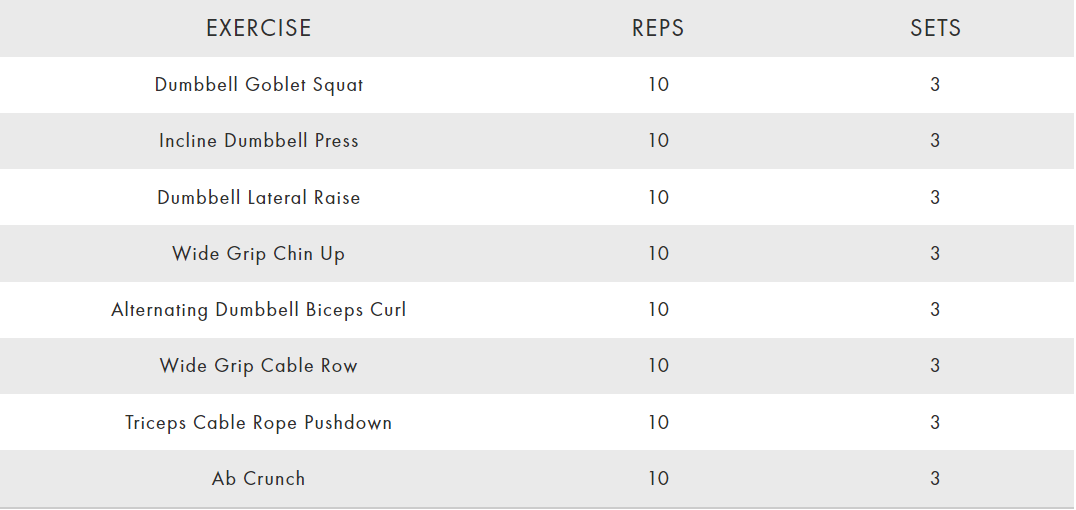 EXERCISE REPS SETS
Dumbbell Goblet Squat 10 3
Incline Dumbbell Press 10 3
Dumbbell Lateral Raise 10 3
Wide Grip Chin Up 10 3
Alternating Dumbbell Biceps Curl 10 3
Wide Grip Cable Row 10 3
Triceps Cable Rope Pushdown 10 3
Ab Crunch 10 3